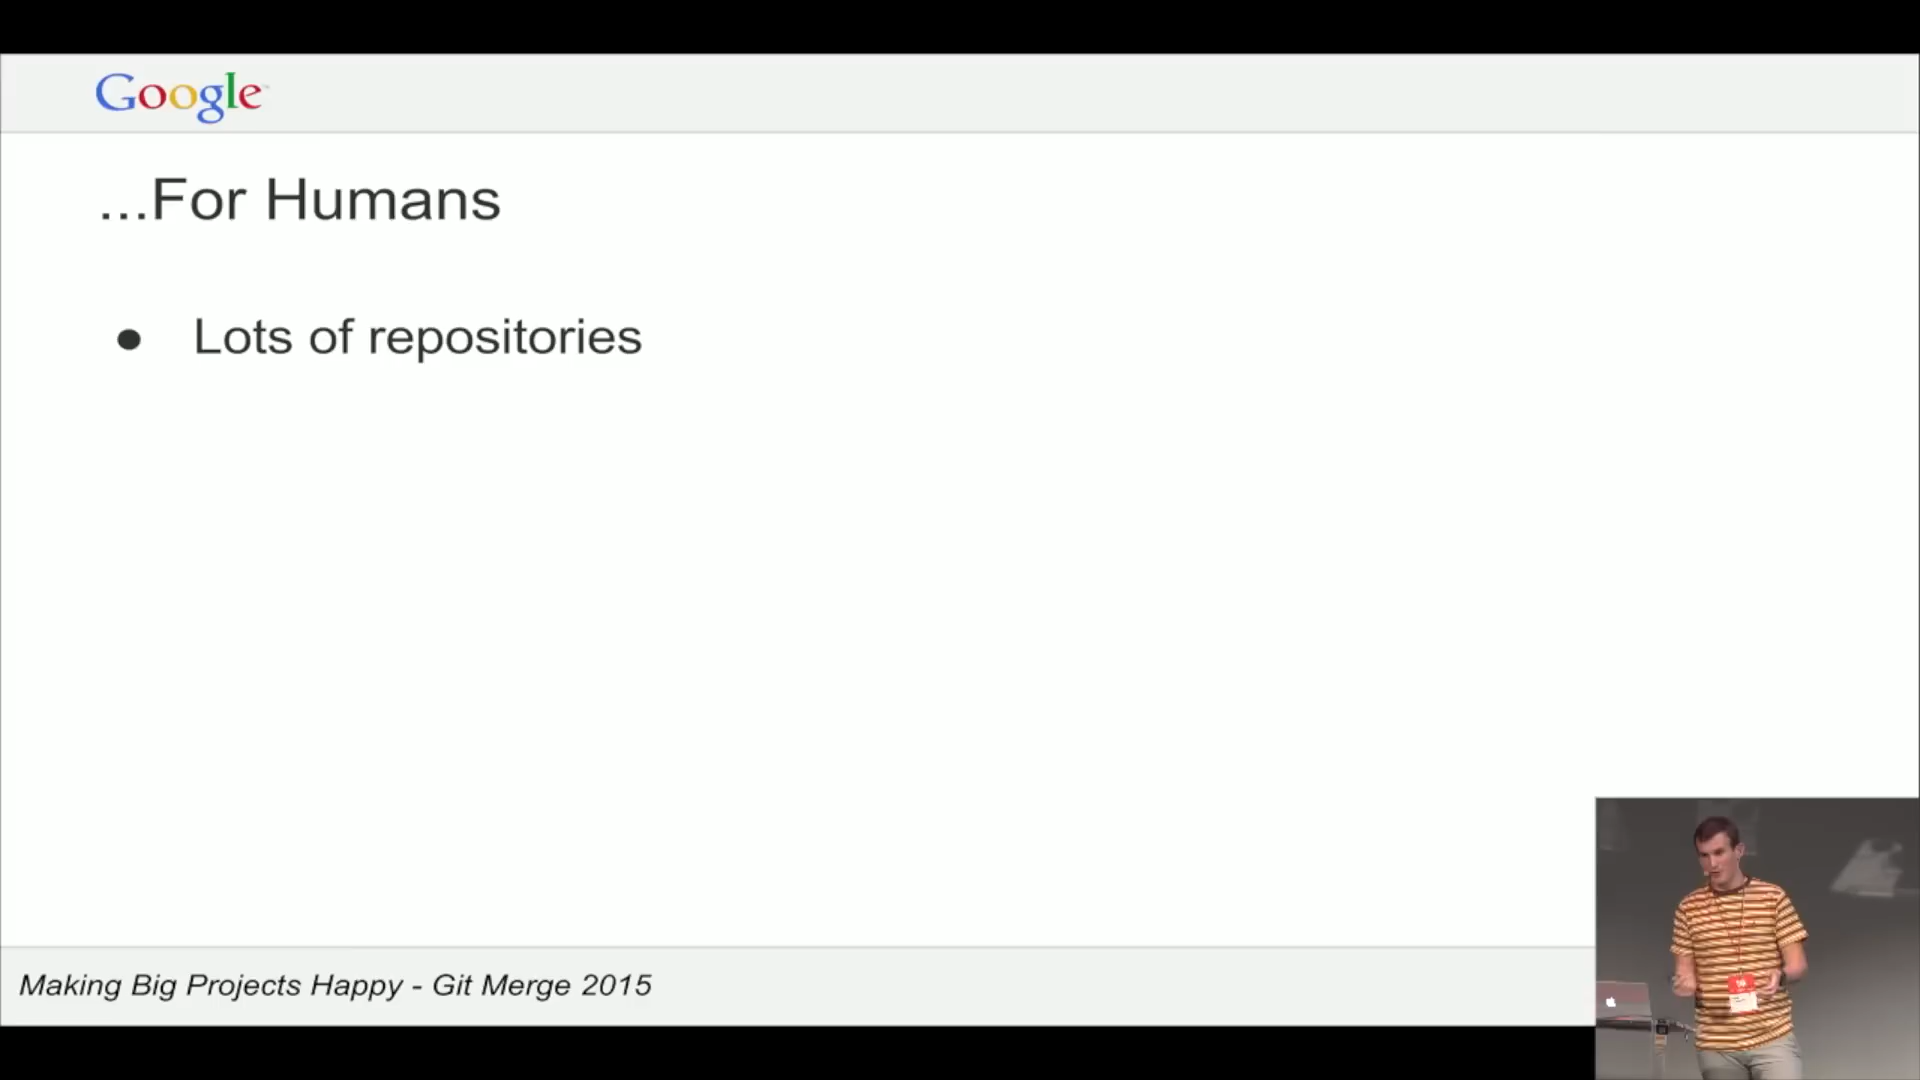 Google
...For Humans
● Lots of repositories
Making Big Projects Happy - Git Merge 2015